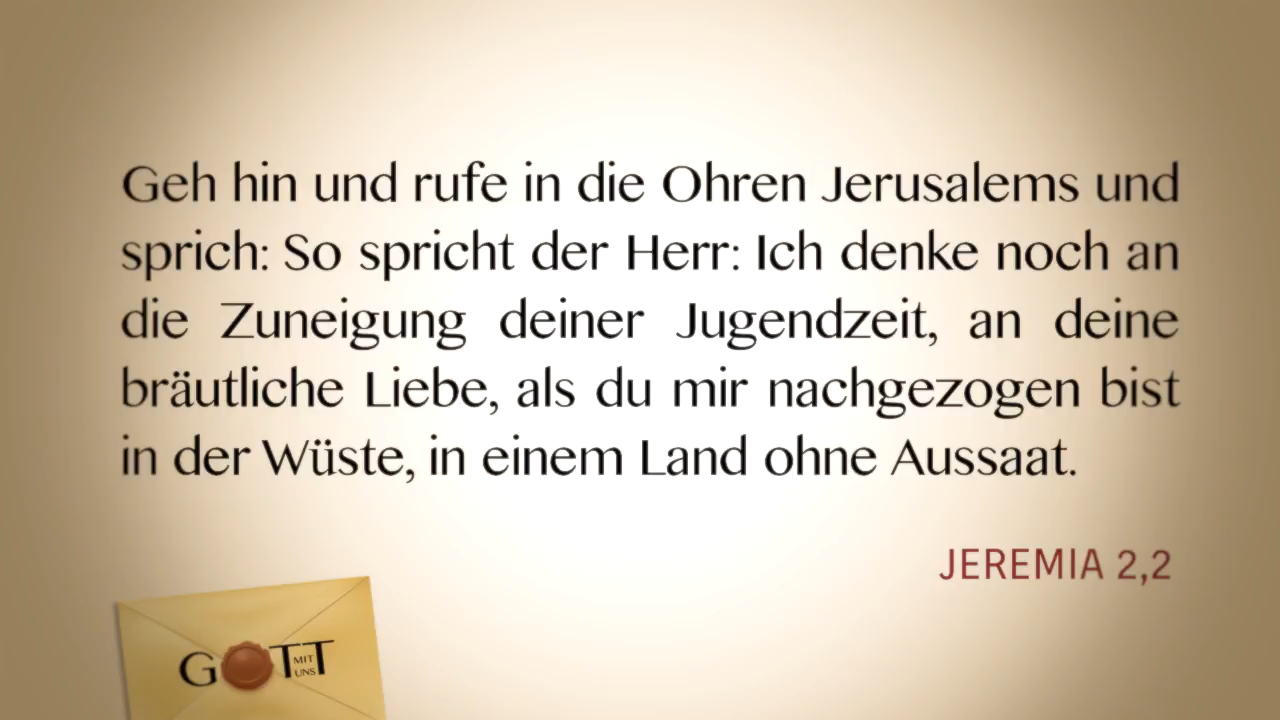 Geh hin und rufe in die Ohren Jerusalems und
sprich: So spricht der Herr: Ich denke noch an
die Zuneigung deiner Jugendzeit, an deine
bräutliche Liebe, als du mir nachgezogen bist
in der Wüste, in einem Land ohne Aussaat.
JEREMIA 2,2
GOTT
MIT
UNS